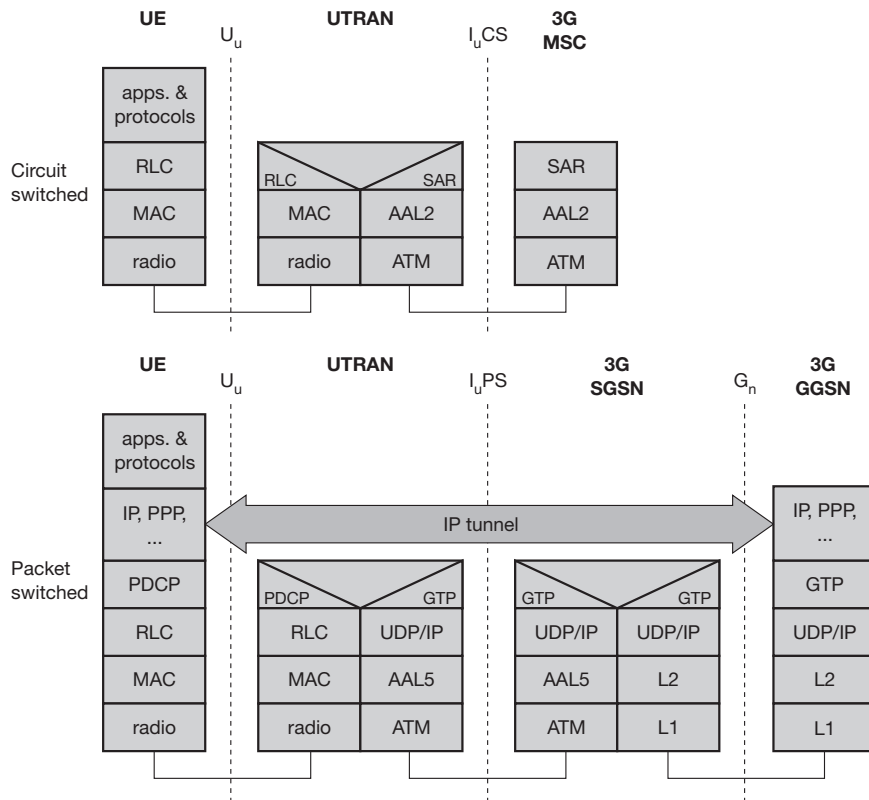 UE
UTRAN
3G
MSC
Uu
IuCS
apps. &
protocols
Circuit
switched
RLC
MAC
radio
RLC
SAR
MAC
AAL2
radio
ATM
SAR
AAL2
ATM
UE
UTRAN
3G
SGSN
3G
GGSN
Uu
IuPS
Gn
apps. &
protocols
IP, PPP,
...
IP tunnel
IP, PPP,
...
Packet
switched
PDCP
RLC
MAC
radio
PDCP
GTP
RLC
UDP/IP
MAC
AAL5
radio
ATM
GTP
GTP
UDP/IP
UDP/IP
AAL5
L2
ATM
L1
GTP
UDP/IP
L2
L1